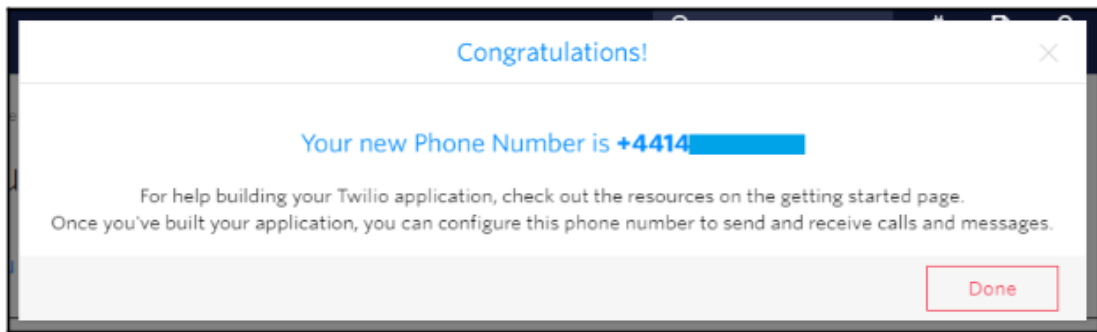 Congratulations!
Your new Phone Number is +4414
For help building your Twilio application, check out the resources on the getting started page.
Once you've built your application, you can configure this phone number to send and receive calls and messages.
Done